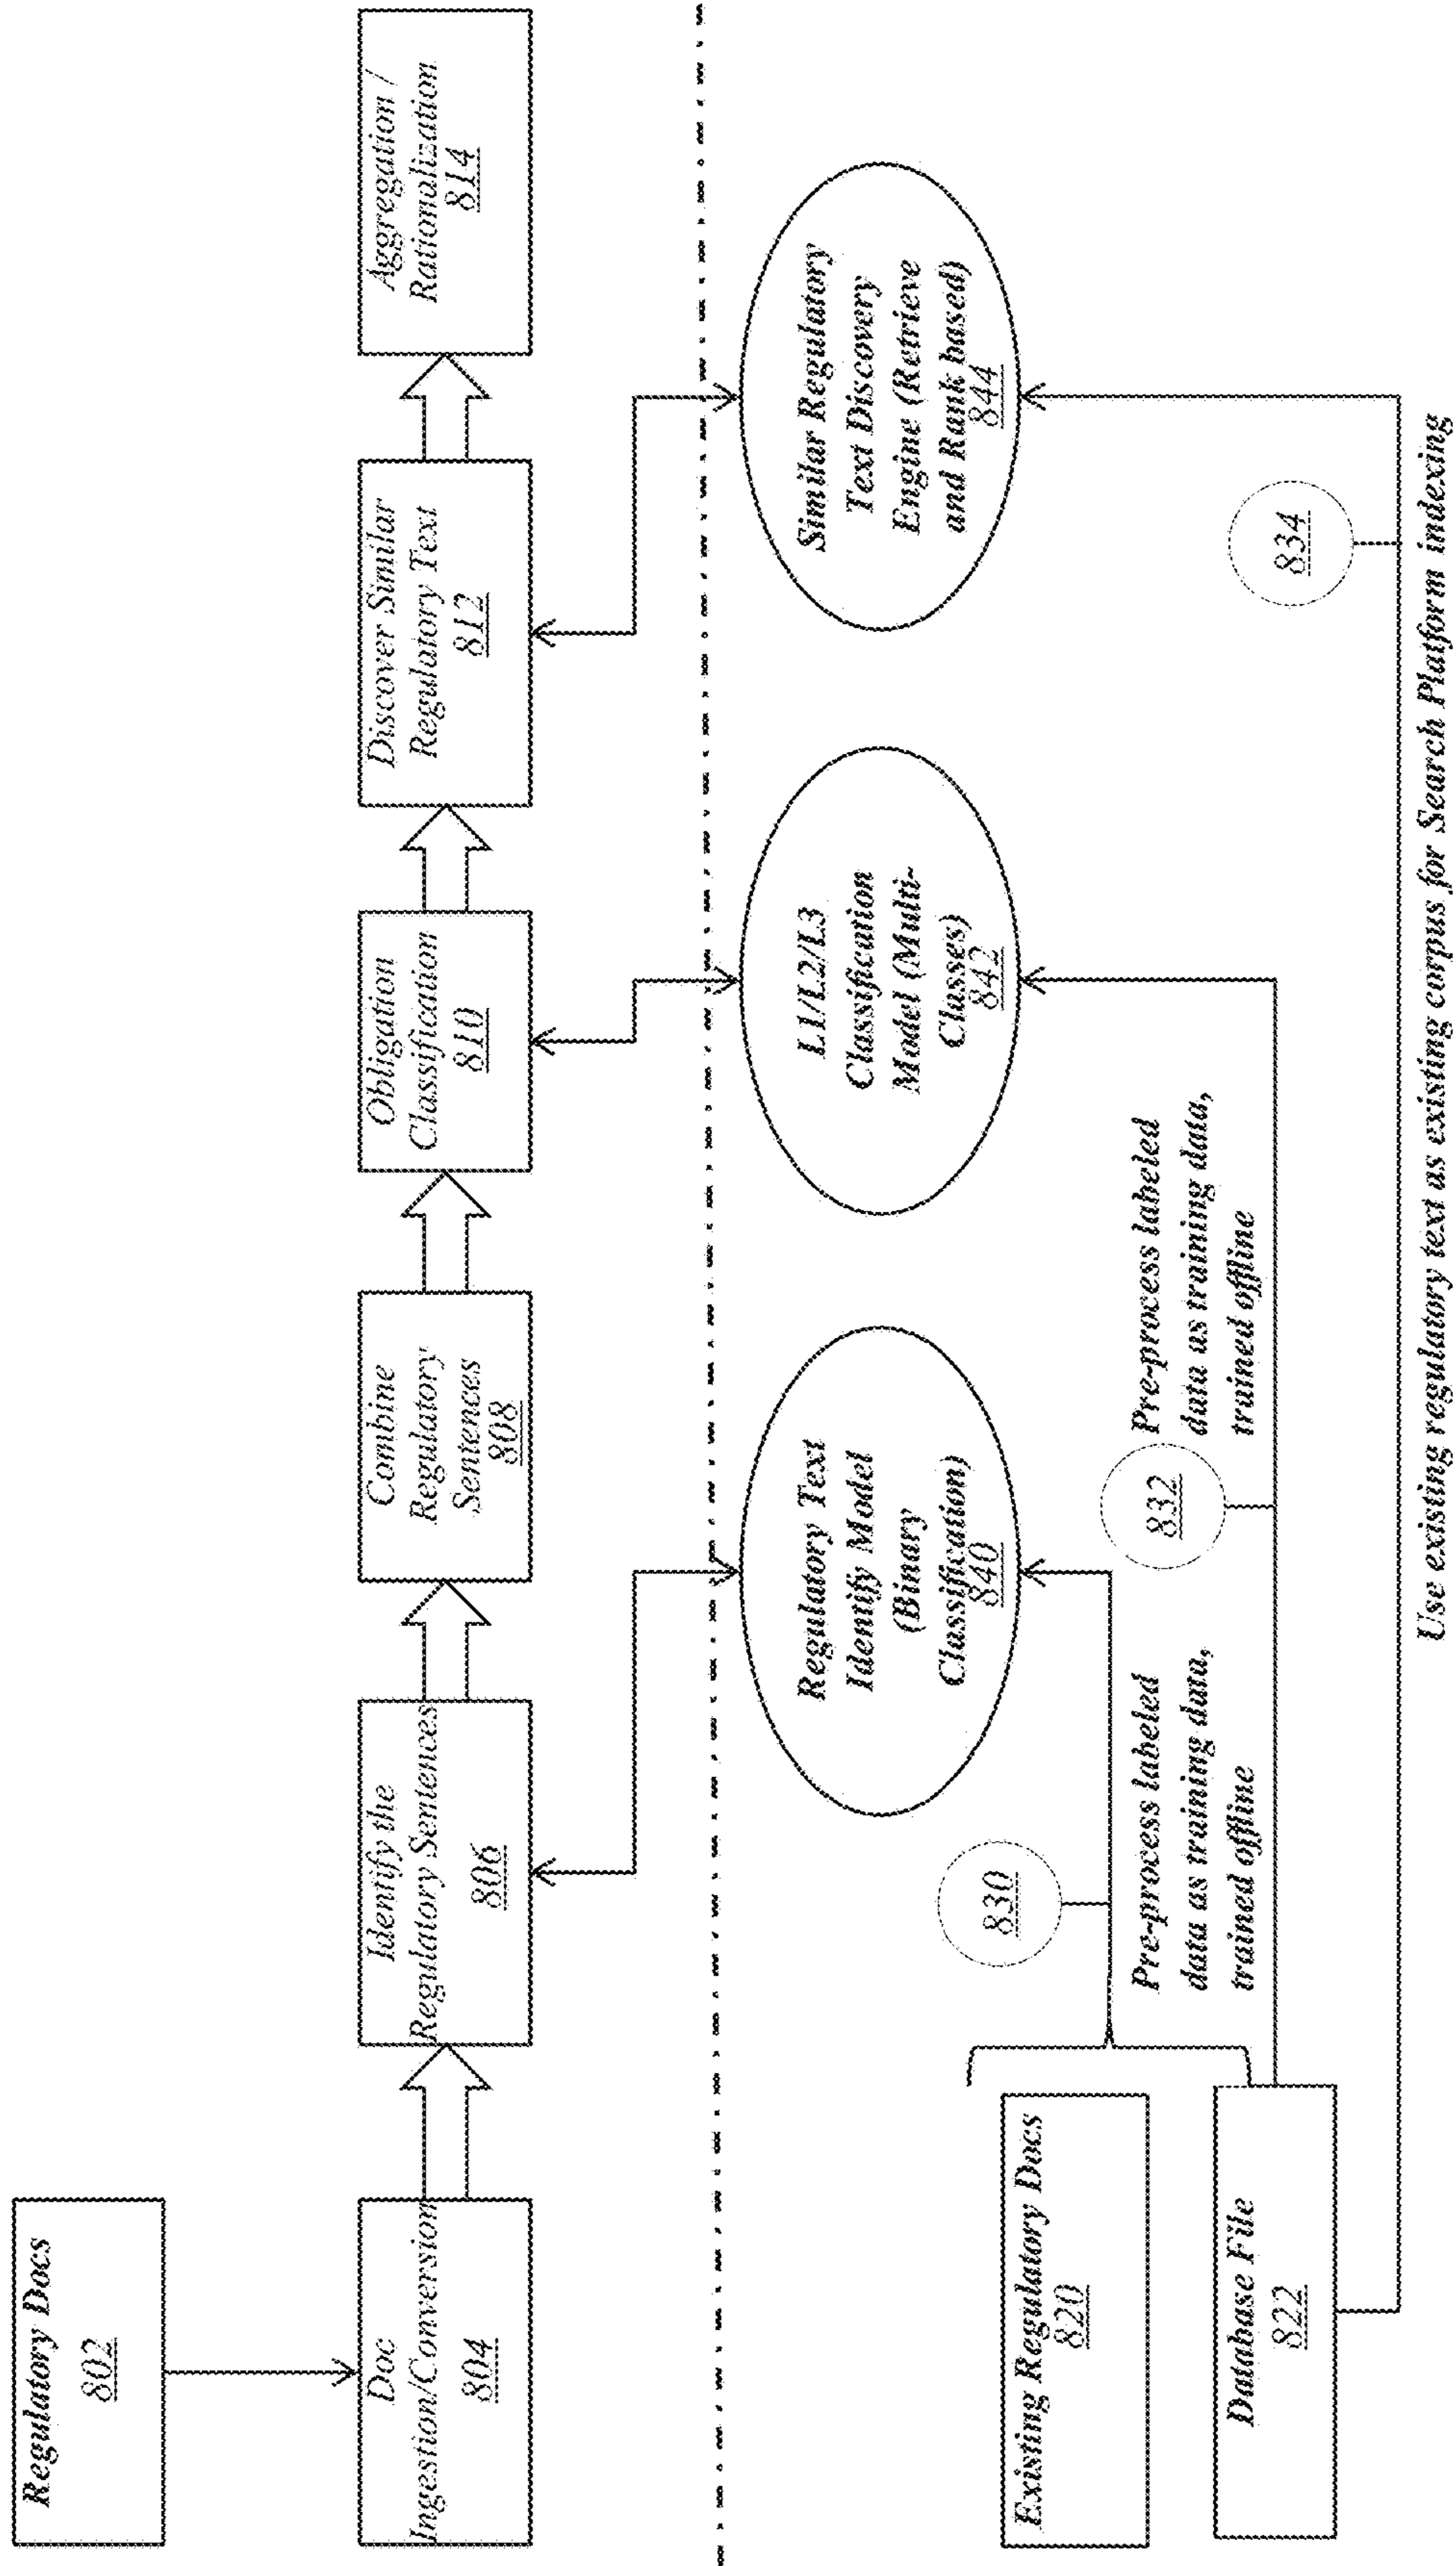 Regulatory Docs
802
Doc
Ingestion/Conversion
804
Identify the
Regulatory Sentences
806
Combine
Regulatory
Sentences
808
Obligation
Classification
810
Discover Similar
Regulatory Text
812
Aggregation /
Rationalization
814
Regulatory Text
Identify Model
(Binary
Classification)
840
L1/L2/L3
Classification
Model (Multi-
Classes)
842
Similar Regulatory
Text Discovery
Engine (Retrieve
and Rank based)
844
Existing Regulatory Docs
820
Database File
822
830
Pre-process labeled
data as training data,
trained offline
832
Pre-process labeled
data as training data,
trained offline
834
Use existing regulatory text as existing corpus for Search Platform indexing